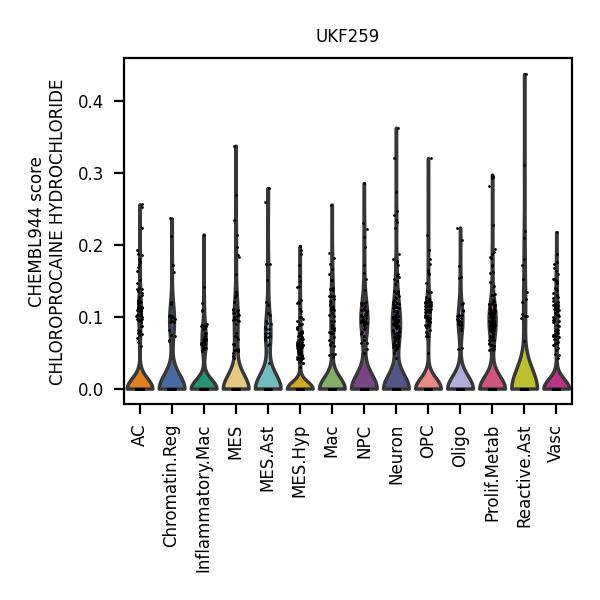 UKF259
CHEMBL944 score
CHLOROPROCAINE HYDROCHLORIDE
0.4
0.3
0.2
0.1
0.0
AC
Chromatin.Reg
Inflammatory.Mac
MES
MES.Ast
MES.Hyp
Mac
NPC
Neuron
OPC
Oligo
Prolif.Metab
Reactive.Ast
Vasc